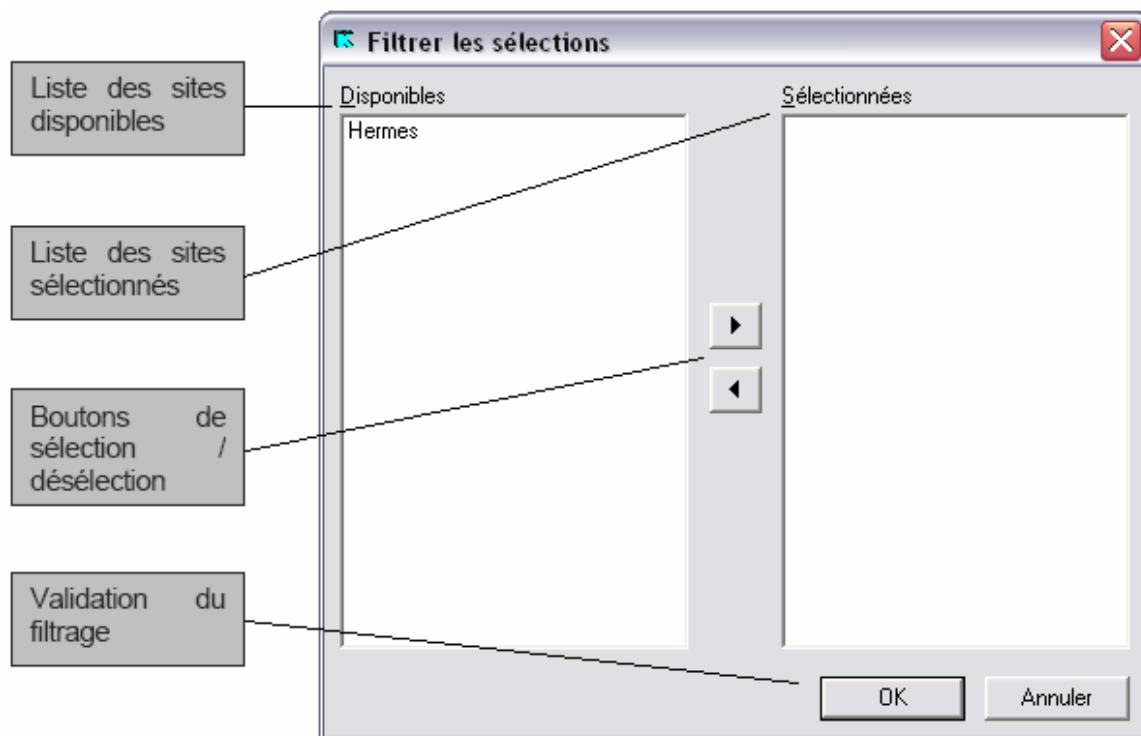 Filtrer les sélections
Liste des sites
disponibles
Disponibles
Sélectionnées
Hermes
Liste des sites
sélectionnés
Boutons de
sélection /
désélection
Validation du
filtrage
OK
Annuler